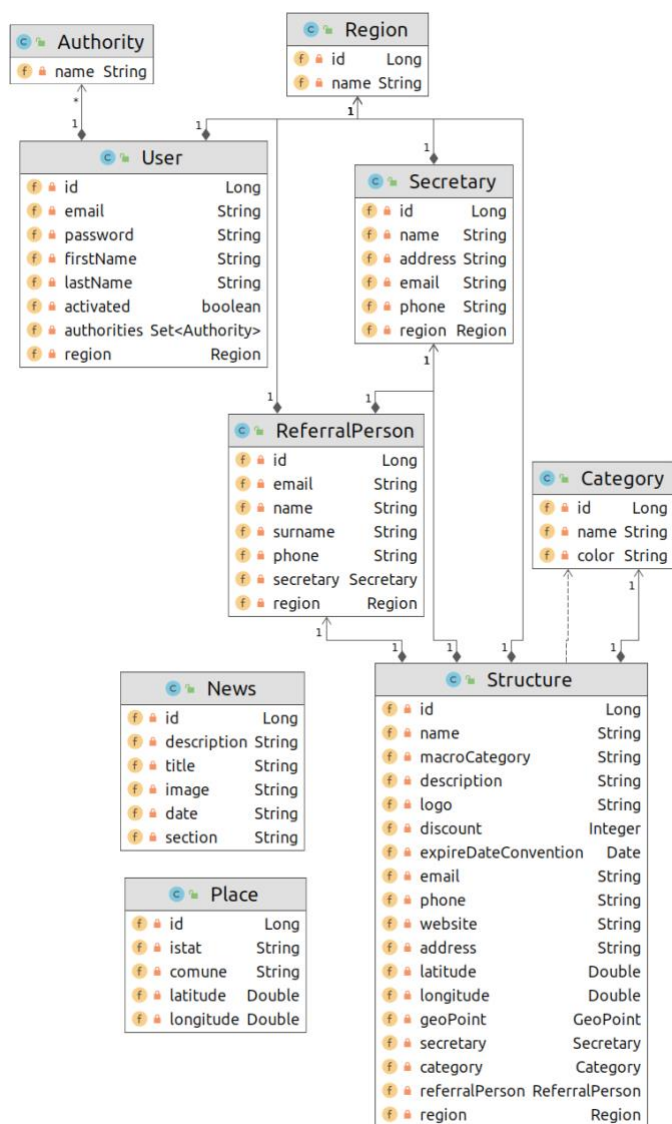 Authority
name String
Region
id Long
name String
*
1
1
1
1
User
id Long
email String
password String
firstName String
lastName String
activated boolean
authorities Set<Authority>
region Region
Secretary
id Long
name String
address String
email String
phone String
region Region
1
1
1
ReferralPerson
id Long
email String
name String
surname String
phone String
secretary Secretary
region Region
Category
id Long
name String
color String
1
1
1
1
1
1
Structure
id Long
name String
macroCategory String
description String
logo String
discount Integer
expireDateConvention Date
email String
phone String
website String
address String
latitude Double
longitude Double
geoPoint GeoPoint
secretary Secretary
category Category
referralPerson ReferralPerson
region Region
News
id Long
description String
title String
image String
date String
section String
Place
id Long
istat String
comune String
latitude Double
longitude Double